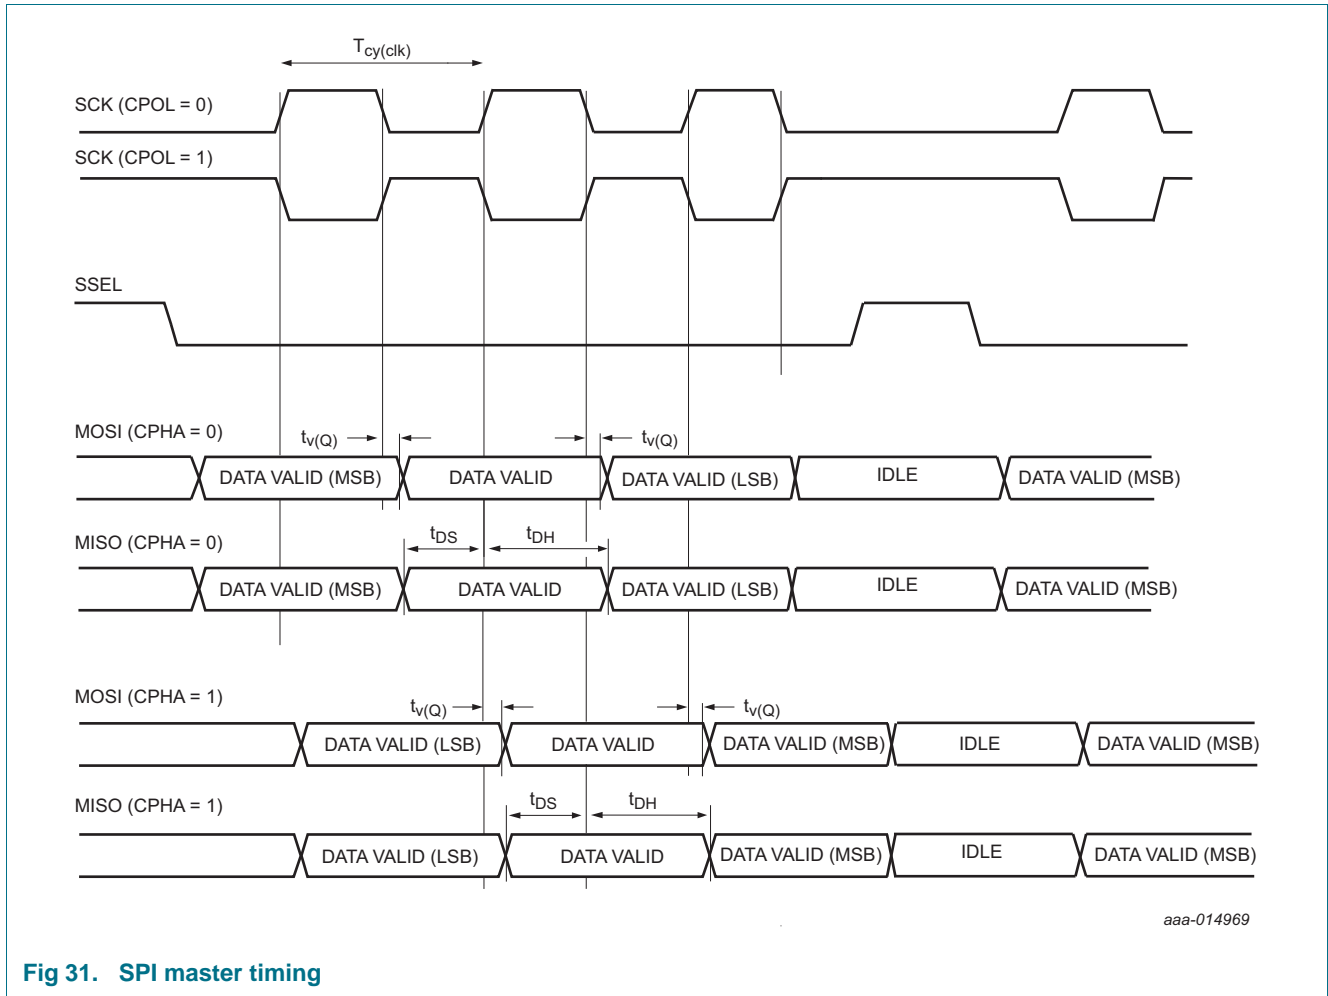 Tcy(clk)
SCK (CPOL = 0)
SCK (CPOL = 1)
SSEL
MOSI (CPHA = 0)
tv(Q) tv(Q)
DATA VALID (MSB) DATA VALID DATA VALID (LSB) IDLE DATA VALID (MSB)
tDS tDH
MISO (CPHA = 0)
DATA VALID (MSB) DATA VALID DATA VALID (LSB) IDLE DATA VALID (MSB)
MOSI (CPHA = 1)
tv(Q) tv(Q)
DATA VALID (LSB) DATA VALID DATA VALID (MSB) IDLE DATA VALID (MSB)
tDS tDH
MISO (CPHA = 1)
DATA VALID (LSB) DATA VALID DATA VALID (MSB) IDLE DATA VALID (MSB)
aaa-014969
Fig 31. SPI master timing